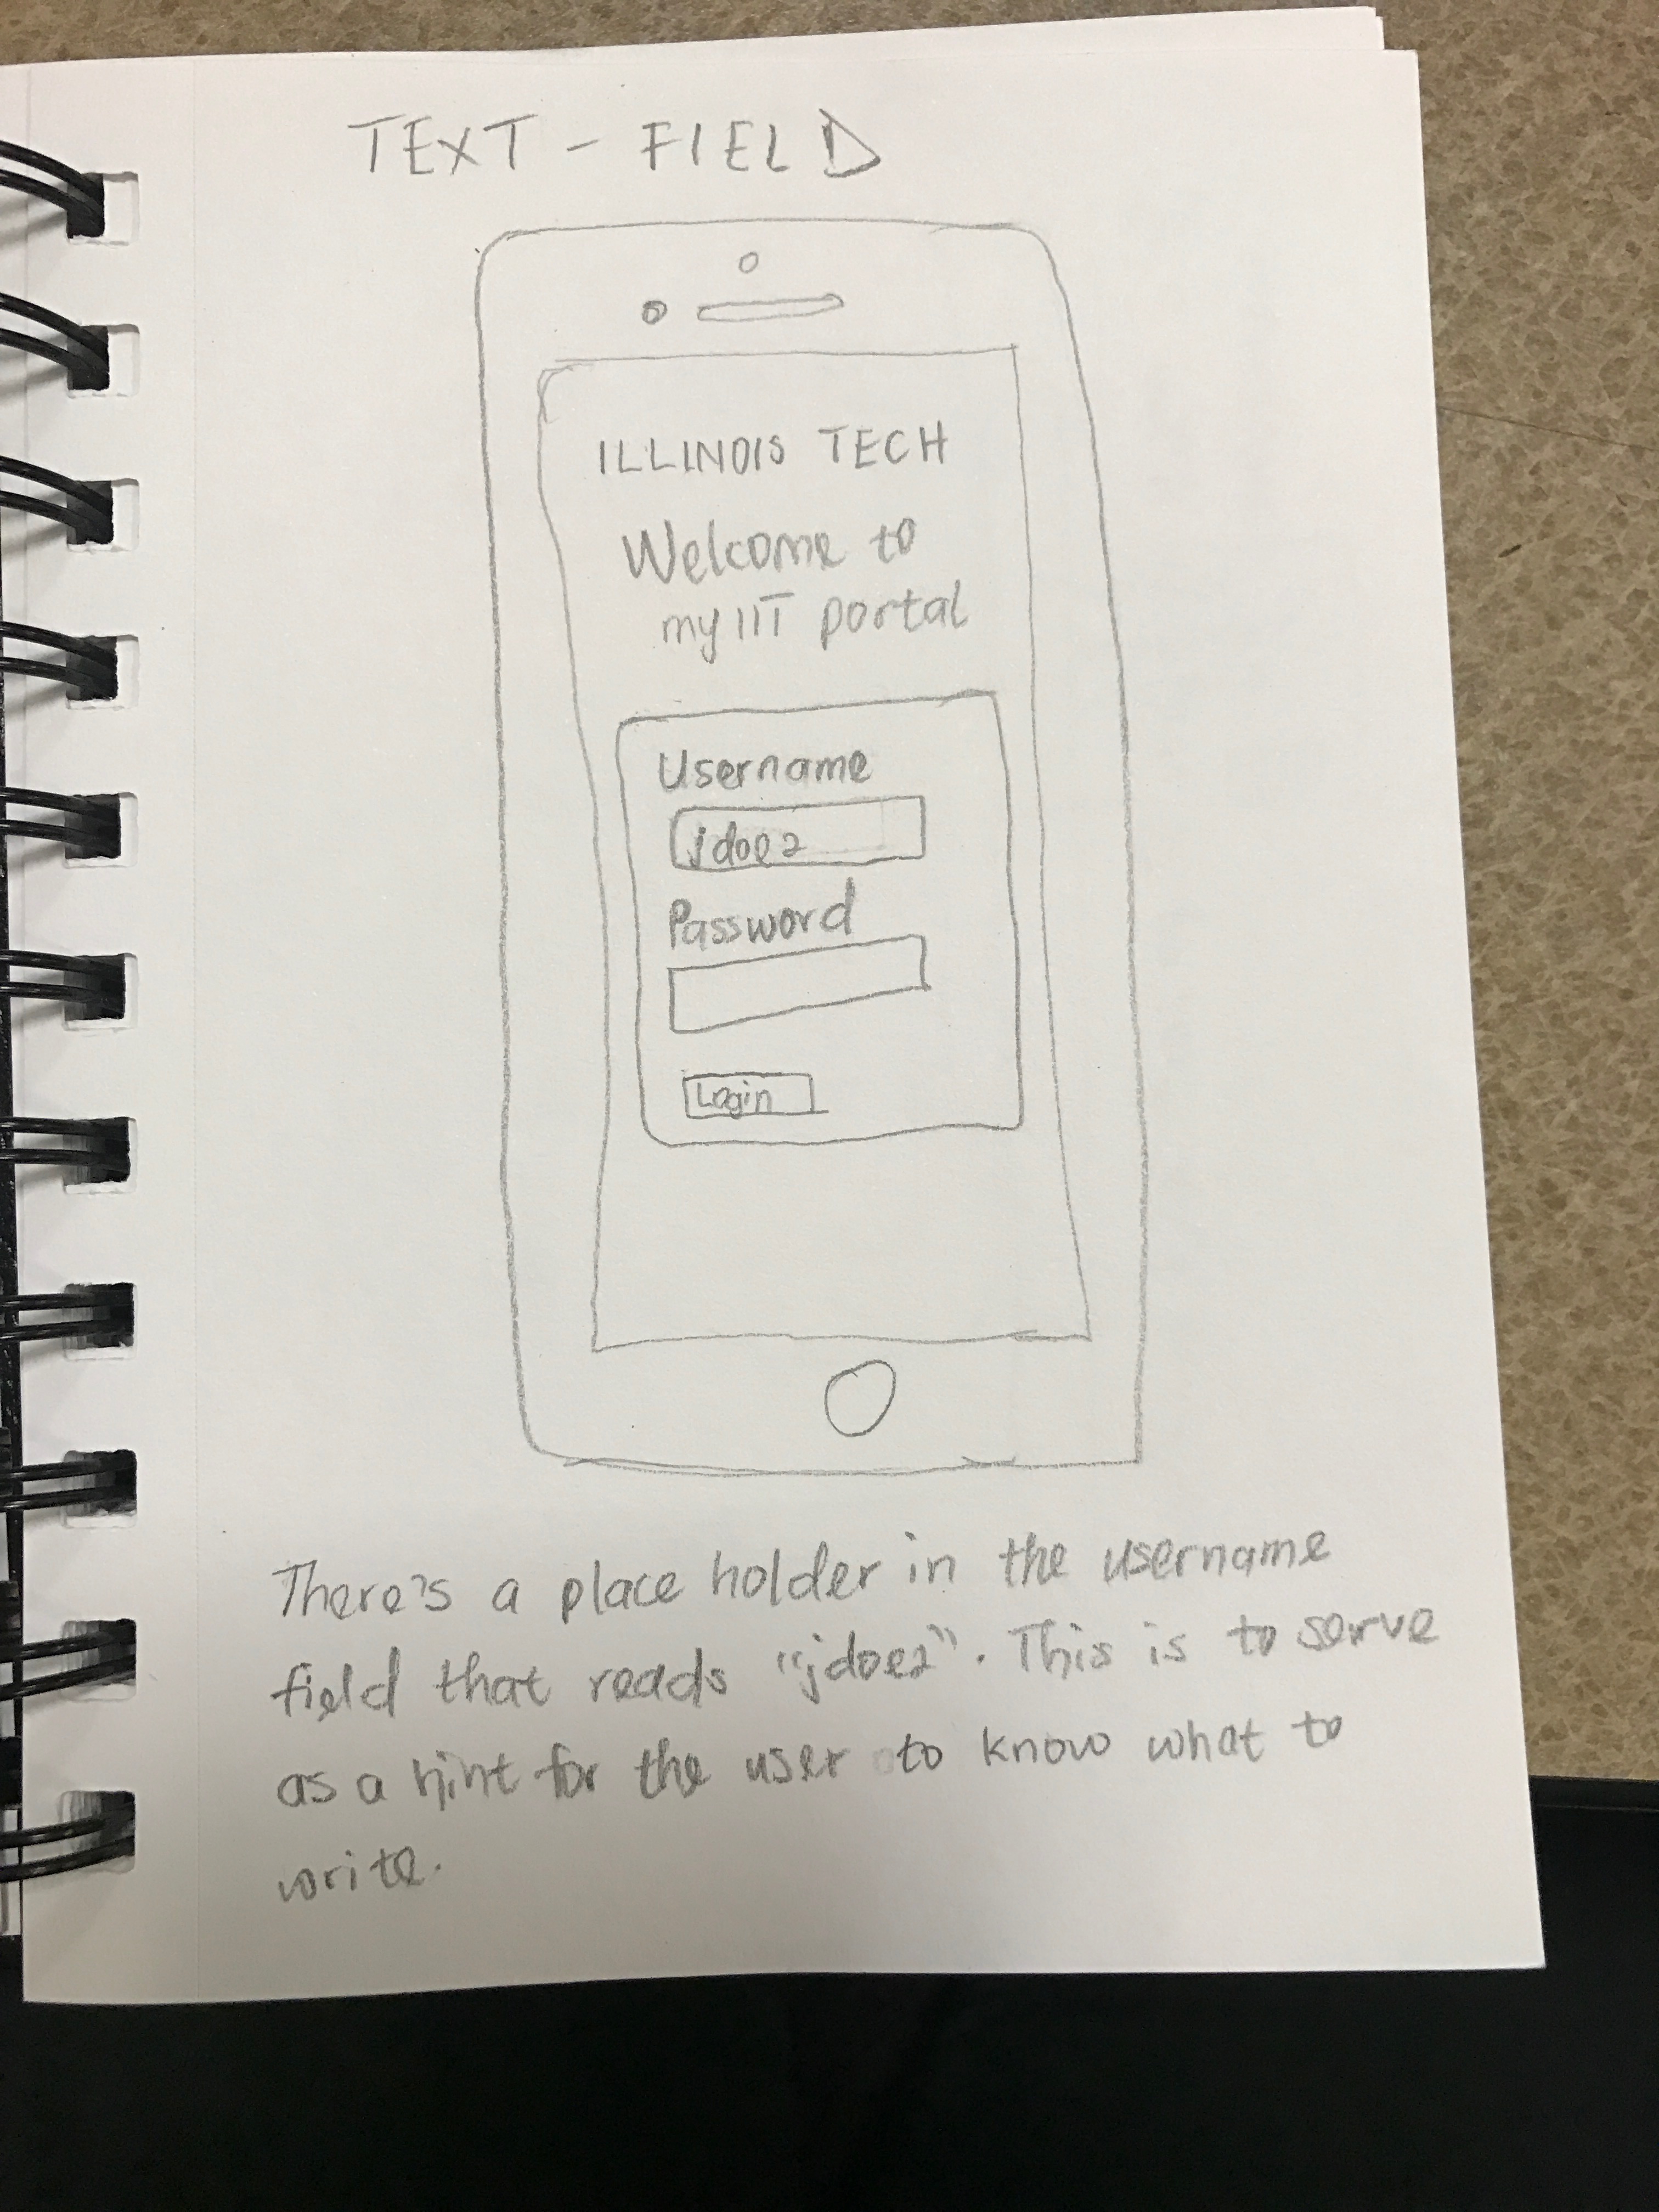 TEXT - FIELD
ILLINOIS TECH
Welcome to
my IIT portal
Username
jdoe2
Password
Login
There's a place holder in the username
field that reads "jdoe2". This is to serve
as a hint for the user to know what to
write.